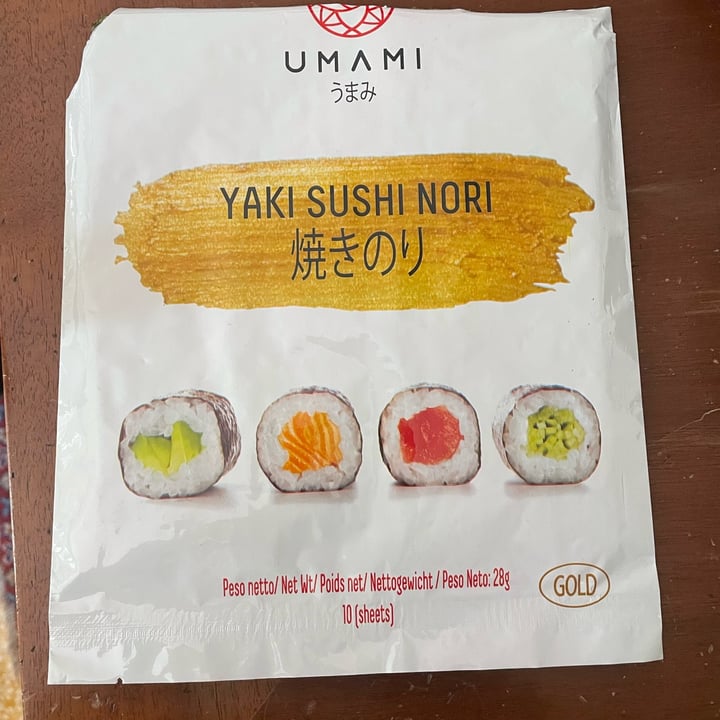 UMAMI
うまみ
YAKI SUSHI NORI
焼きのり
Peso netto/ Net Wt/ Poids net/ Nettogewicht / Peso Neto: 28g
10 (sheets)
GOLD